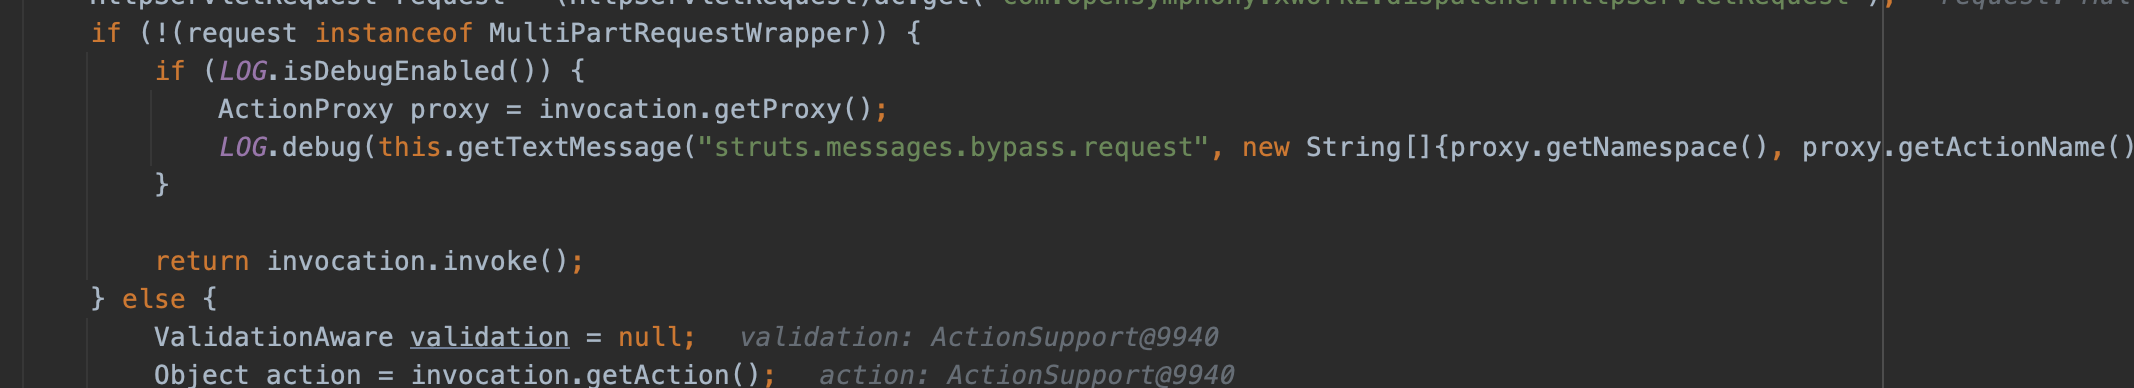 HttpServletRequest request = (HttpServletRequest)ac.get("com.opensymphony.xwork2.dispatcher.HttpServletRequest"); request:
if (!(request instanceof MultiPartRequestWrapper)) {
if (LOG.isDebugEnabled()) {
ActionProxy proxy = invocation.getProxy();
LOG.debug(this.getTextMessage("struts.messages.bypass.request", new String[]{proxy.getNamespace(), proxy.getActionName()
}
return invocation.invoke();
} else {
ValidationAware validation = null; validation: ActionSupport@9940
Object action = invocation.getAction(); action: ActionSupport@9940